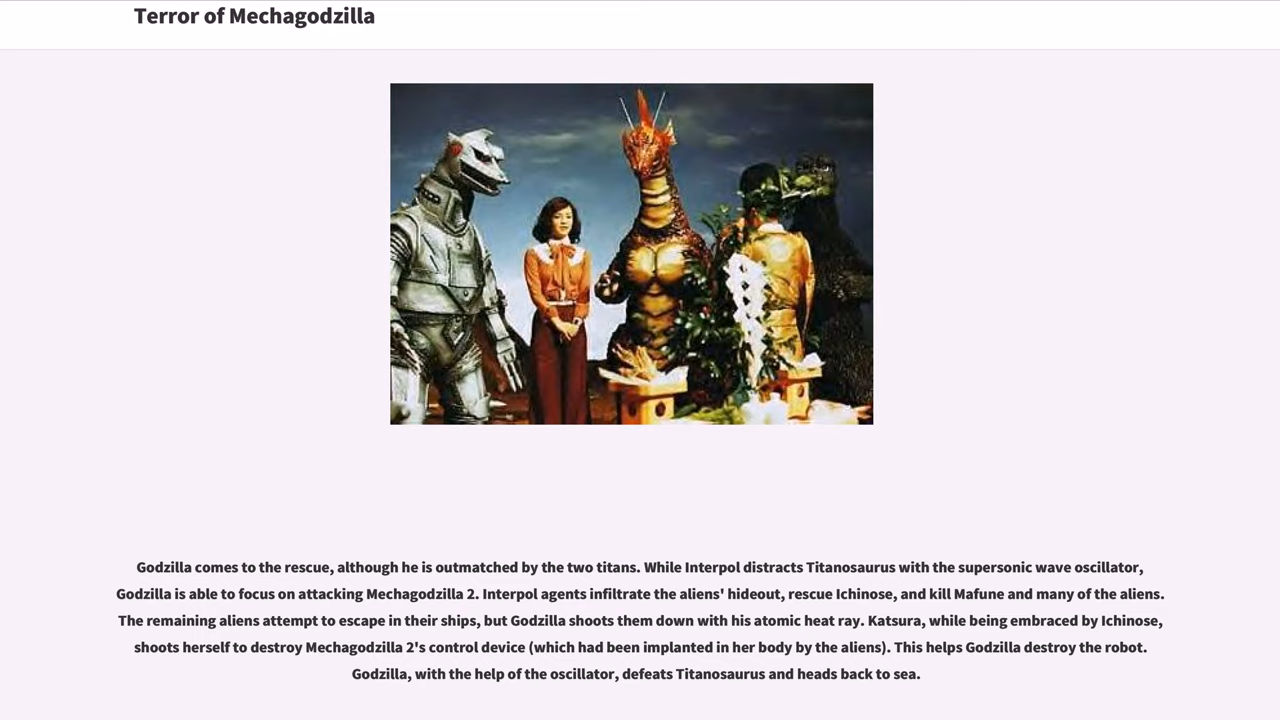 Terror of Mechagodzilla
Godzilla comes to the rescue, although he is outmatched by the two titans. While Interpol distracts Titanosaurus with the supersonic wave oscillator,
Godzilla is able to focus on attacking Mechagodzilla 2. Interpol agents infiltrate the aliens' hideout, rescue Ichinose, and kill Mafune and many of the aliens.
The remaining aliens attempt to escape in their ships, but Godzilla shoots them down with his atomic heat ray. Katsura, while being embraced by Ichinose,
shoots herself to destroy Mechagodzilla 2's control device (which had been implanted in her body by the aliens). This helps Godzilla destroy the robot.
Godzilla, with the help of the oscillator, defeats Titanosaurus and heads back to sea.